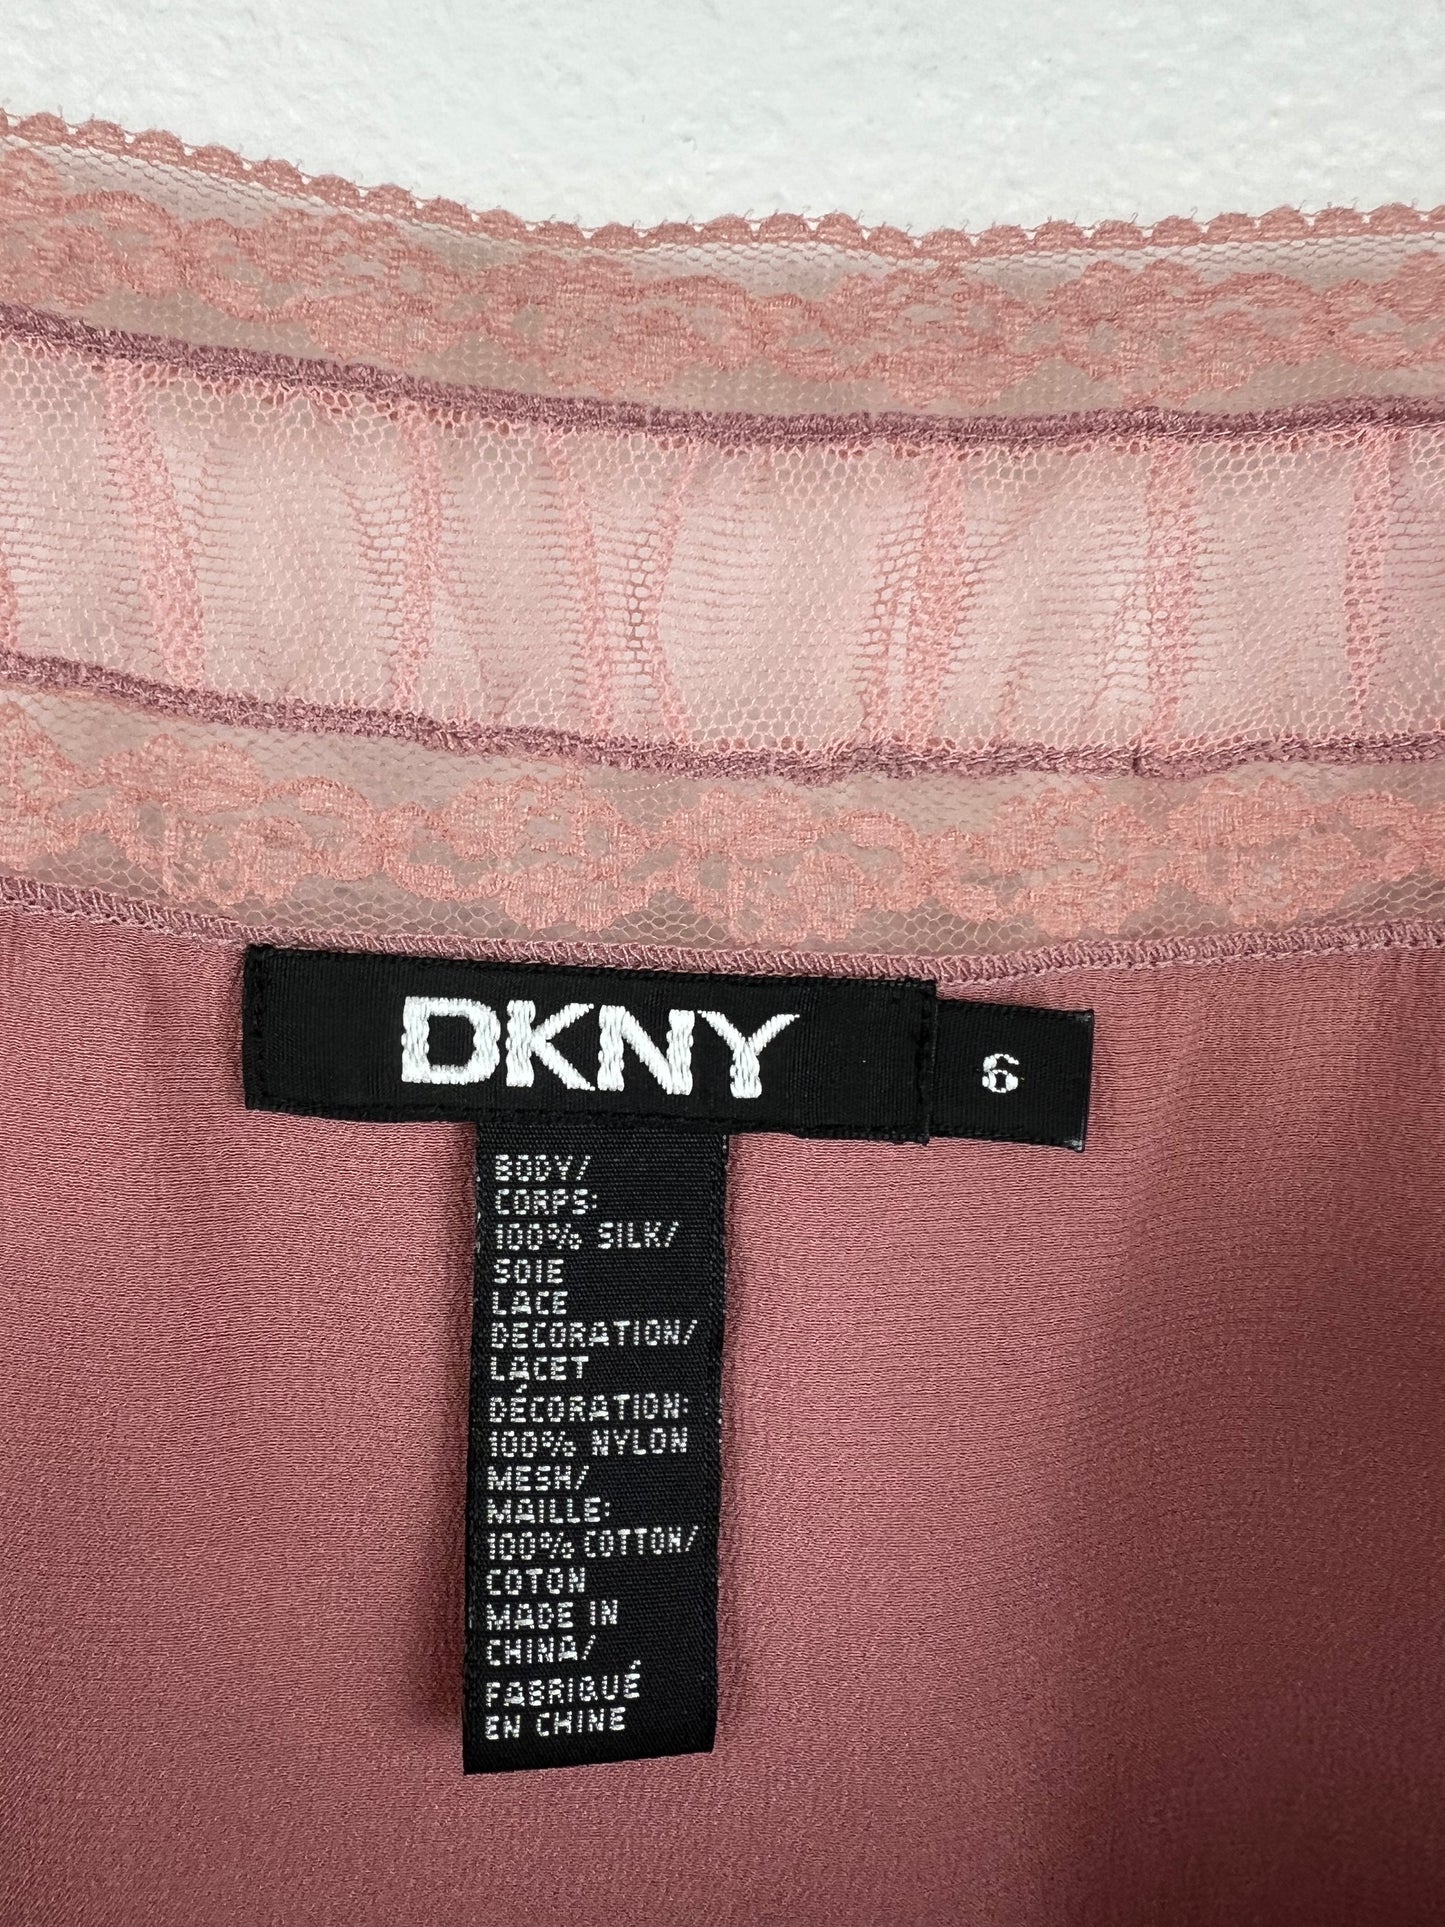 DKNY
6
BODY/
CORPS:
100% SILK/
SOIE
LACE
DECORATION/
LACET
DÉCORATION:
100% NYLON
MESH/
MAILLE:
100% COTTON/
COTON
MADE IN
CHINA/
FABRIQUÉ
EN CHINE